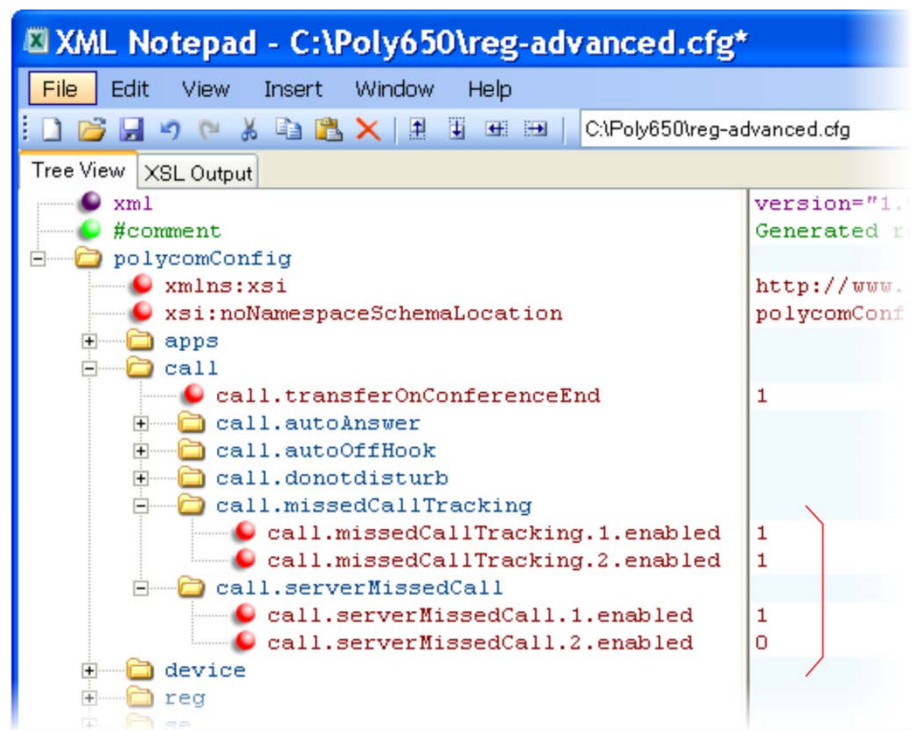 XML Notepad - C:\Poly650\reg-advanced.cfg*
File Edit View Insert Window Help
C:\Poly650\reg-advanced.cfg
Tree View XSL Output
xml version="1.
#comment Generated
polycomConfig
xmlns:xsi http://www.
xsi:noNamespaceSchemaLocation polycomConf
apps
call
call.transferOnConferenceEnd 1
call.autoAnswer
call.autoOffHook
call.donotdisturb
call.missedCallTracking
call.missedCallTracking.1.enabled 1
call.missedCallTracking.2.enabled 1
call.serverMissedCall
call.serverMissedCall.1.enabled 1
call.serverMissedCall.2.enabled 0
device
reg